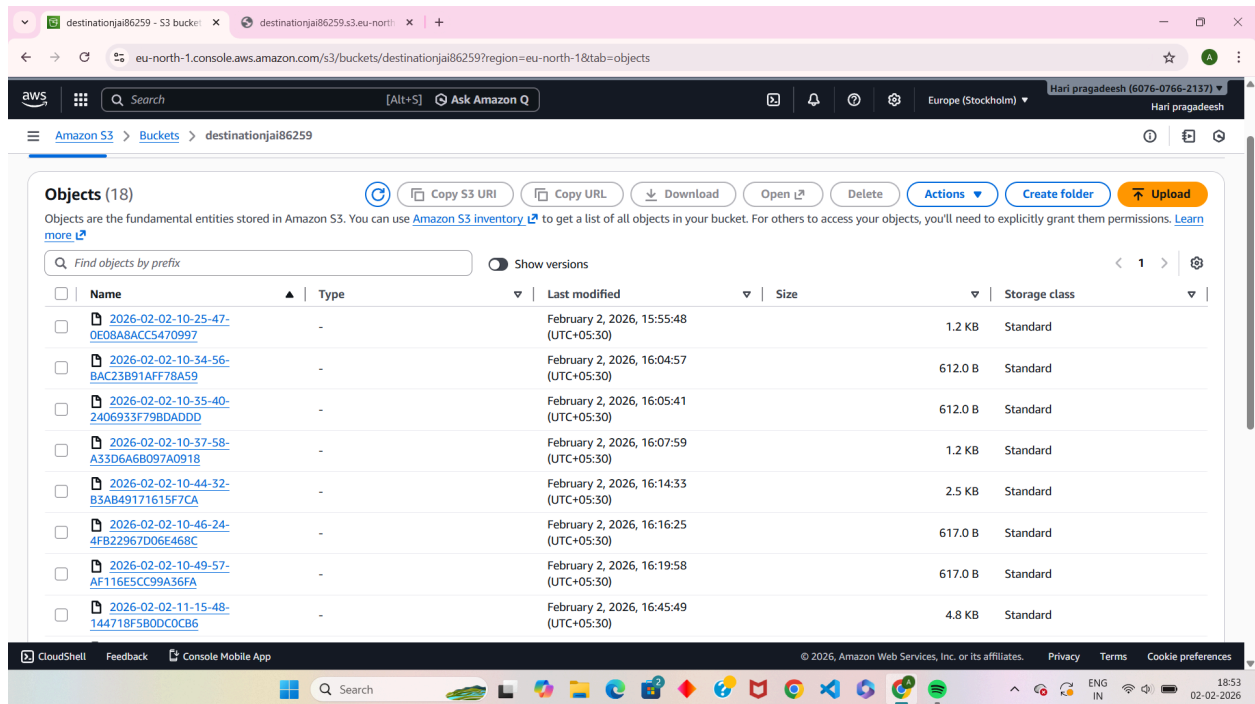 destinationjai86259 - S3 bucket
destinationjai86259.s3.eu-north
eu-north-1.console.aws.amazon.com/s3/buckets/destinationjai86259?region=eu-north-1&tab=objects
A
aws
Search
[Alt+S]
Ask Amazon Q
Europe (Stockholm) ▼
Hari pragadeesh (6076-0766-2137) ▼
Hari pragadeesh
Amazon S3 > Buckets > destinationjai86259
Objects (18)
Copy S3 URI
Copy URL
Download
Open
Delete
Actions ▼
Create folder
Upload
Objects are the fundamental entities stored in Amazon S3. You can use Amazon S3 inventory to get a list of all objects in your bucket. For others to access your objects, you'll need to explicitly grant them permissions. Learn
more
Find objects by prefix
Show versions
< 1 >
Name Type Last modified Size Storage class
2026-02-02-10-25-47- - February 2, 2026, 15:55:48 1.2 KB Standard
0E08A8ACC5470997 (UTC+05:30)
2026-02-02-10-34-56- - February 2, 2026, 16:04:57 612.0 B Standard
BAC23B91AFF78A59 (UTC+05:30)
2026-02-02-10-35-40- - February 2, 2026, 16:05:41 612.0 B Standard
2406933F79BDADDD (UTC+05:30)
2026-02-02-10-37-58- - February 2, 2026, 16:07:59 1.2 KB Standard
A33D6A6B097A0918 (UTC+05:30)
2026-02-02-10-44-32- - February 2, 2026, 16:14:33 2.5 KB Standard
B3AB49171615F7CA (UTC+05:30)
2026-02-02-10-46-24- - February 2, 2026, 16:16:25 617.0 B Standard
4FB22967D06E468C (UTC+05:30)
2026-02-02-10-49-57- - February 2, 2026, 16:19:58 617.0 B Standard
AF116E5CC99A36FA (UTC+05:30)
2026-02-02-11-15-48- - February 2, 2026, 16:45:49 4.8 KB Standard
144718F5B0DC0CB6 (UTC+05:30)
CloudShell Feedback Console Mobile App © 2026, Amazon Web Services, Inc. or its affiliates. Privacy Terms Cookie preferences
Search
2
A
ENG
IN
18:53
02-02-2026